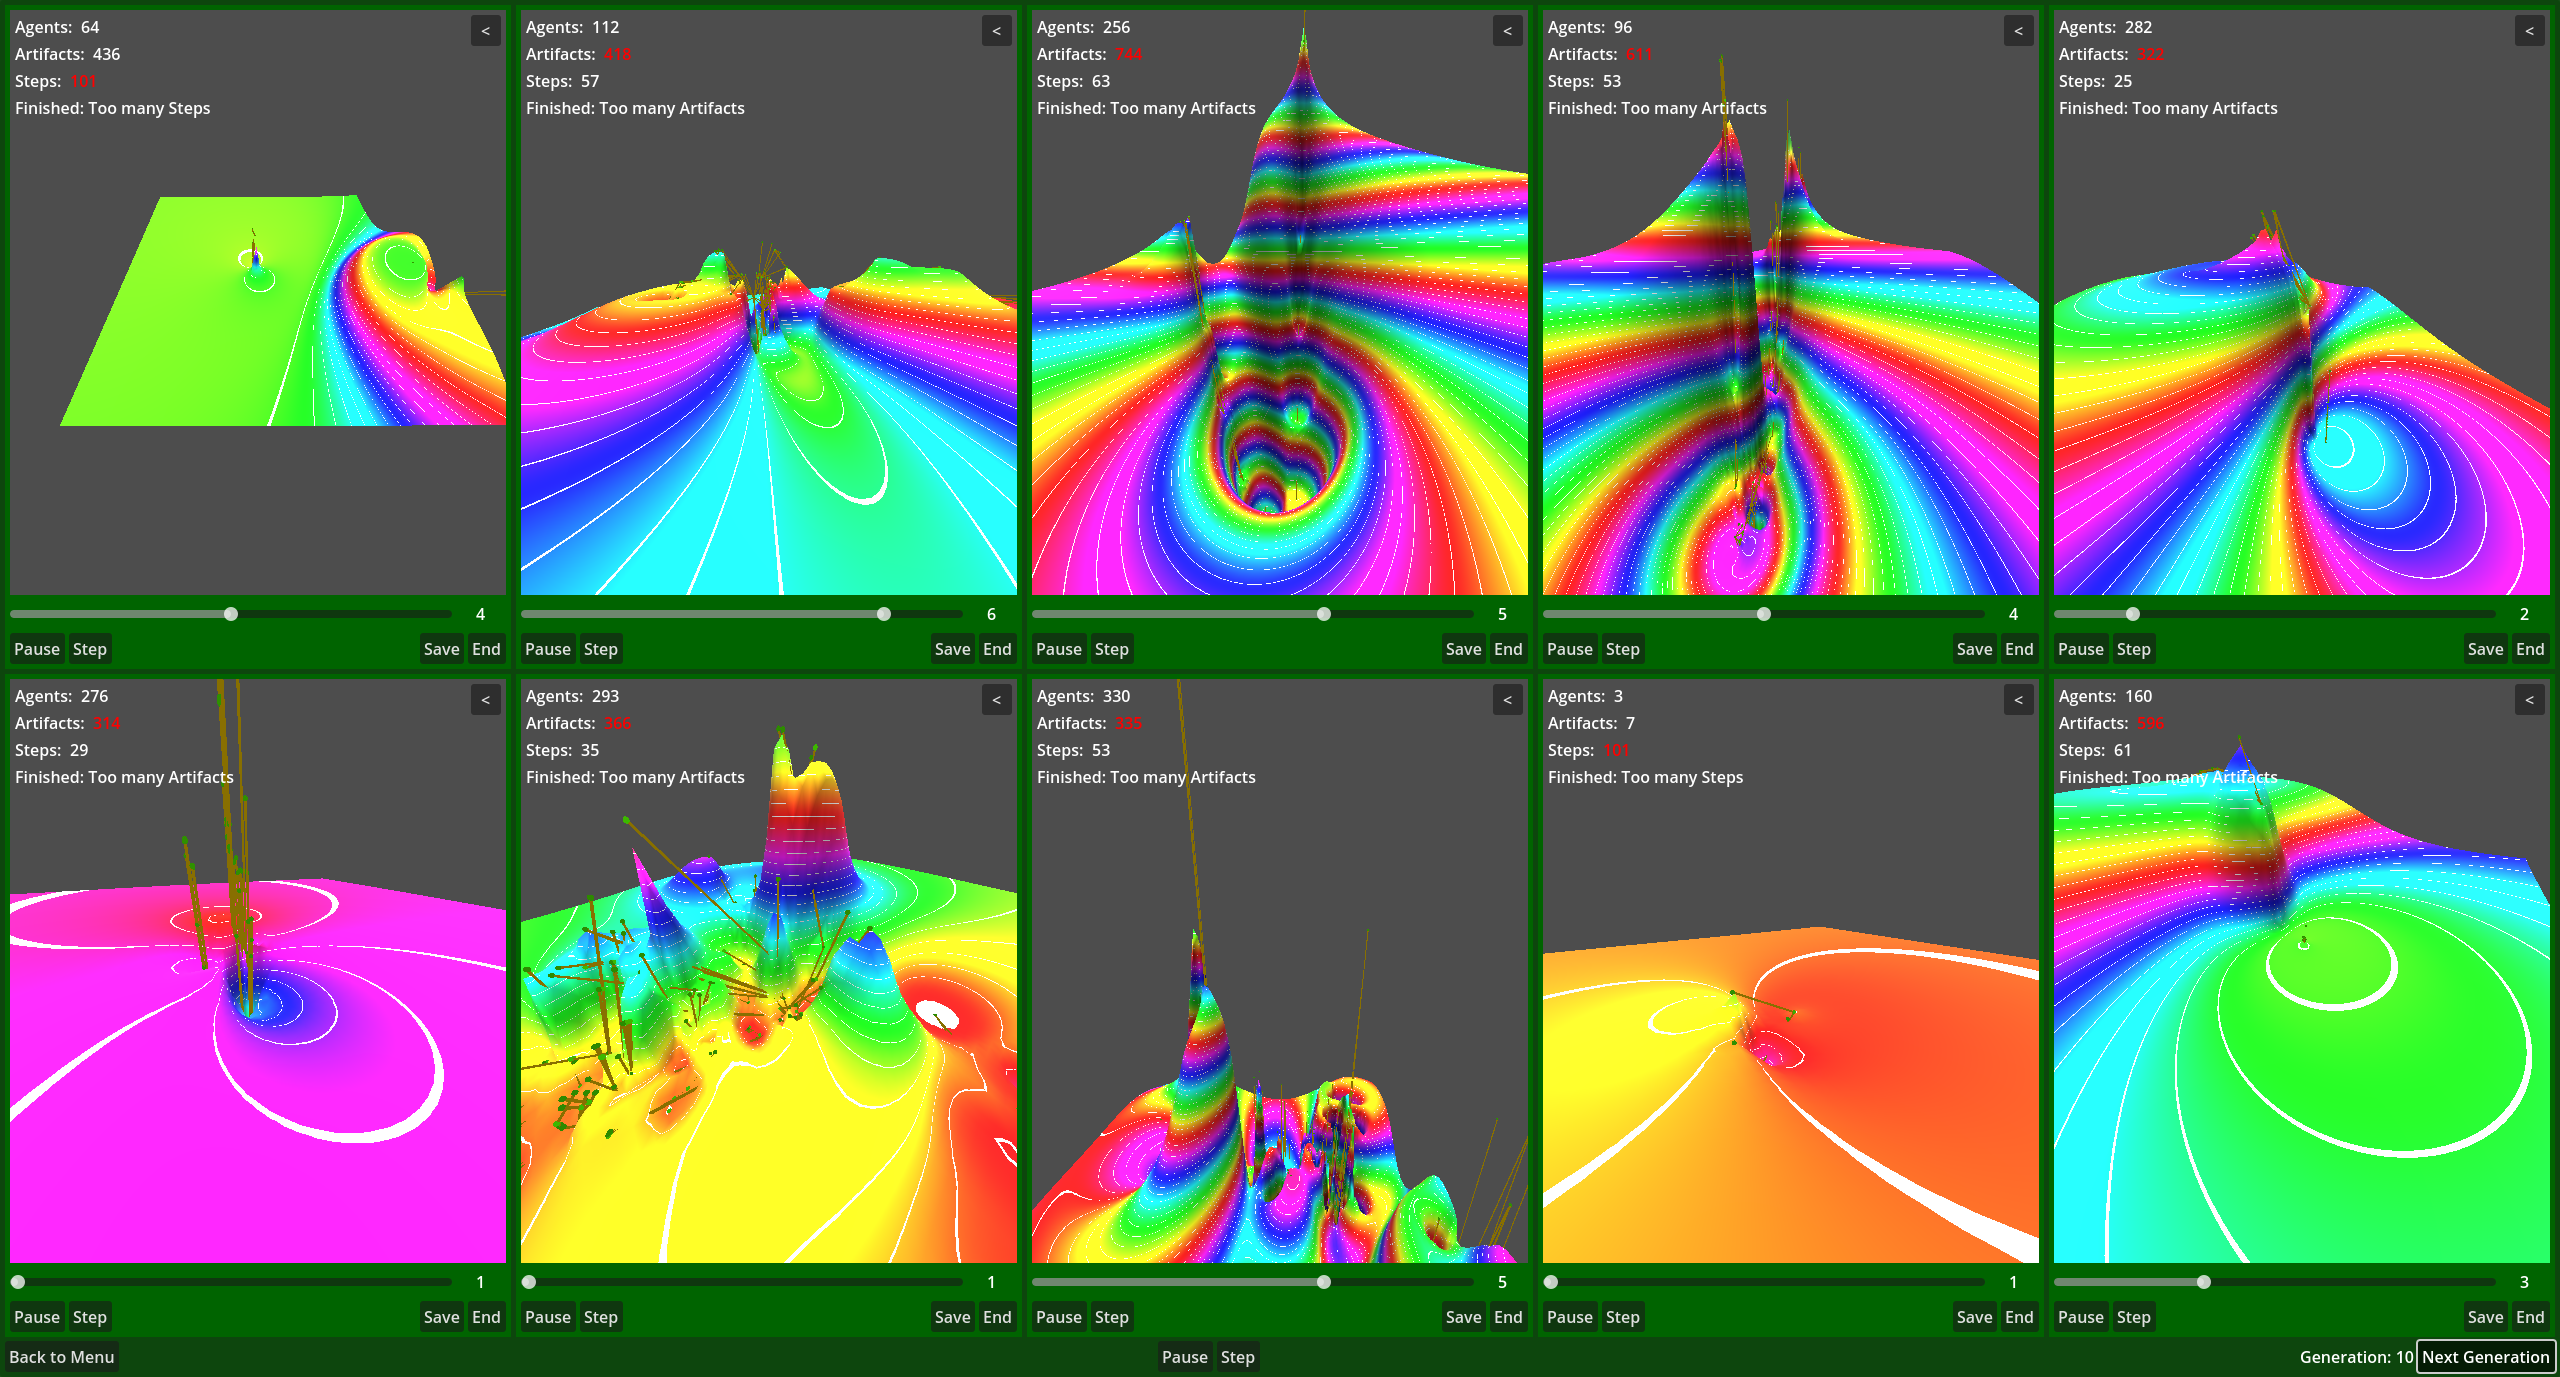 Agents: 64
Artifacts: 436
Steps: 101
Finished: Too many Steps
<
4
Pause Step Save End
Agents: 112
Artifacts: 418
Steps: 57
Finished: Too many Artifacts
<
6
Pause Step Save End
Agents: 256
Artifacts: 744
Steps: 63
Finished: Too many Artifacts
<
5
Pause Step Save End
Agents: 96
Artifacts: 611
Steps: 53
Finished: Too many Artifacts
<
4
Pause Step Save End
Agents: 282
Artifacts: 322
Steps: 25
Finished: Too many Artifacts
<
2
Pause Step Save End
Agents: 276
Artifacts: 314
Steps: 29
Finished: Too many Artifacts
<
1
Pause Step Save End
Agents: 293
Artifacts: 366
Steps: 35
Finished: Too many Artifacts
<
1
Pause Step Save End
Agents: 330
Artifacts: 335
Steps: 53
Finished: Too many Artifacts
<
5
Pause Step Save End
Agents: 3
Artifacts: 7
Steps: 101
Finished: Too many Steps
<
1
Pause Step Save End
Agents: 160
Artifacts: 596
Steps: 61
Finished: Too many Artifacts
<
3
Pause Step Save End
Back to Menu Pause Step Generation: 10 Next Generation